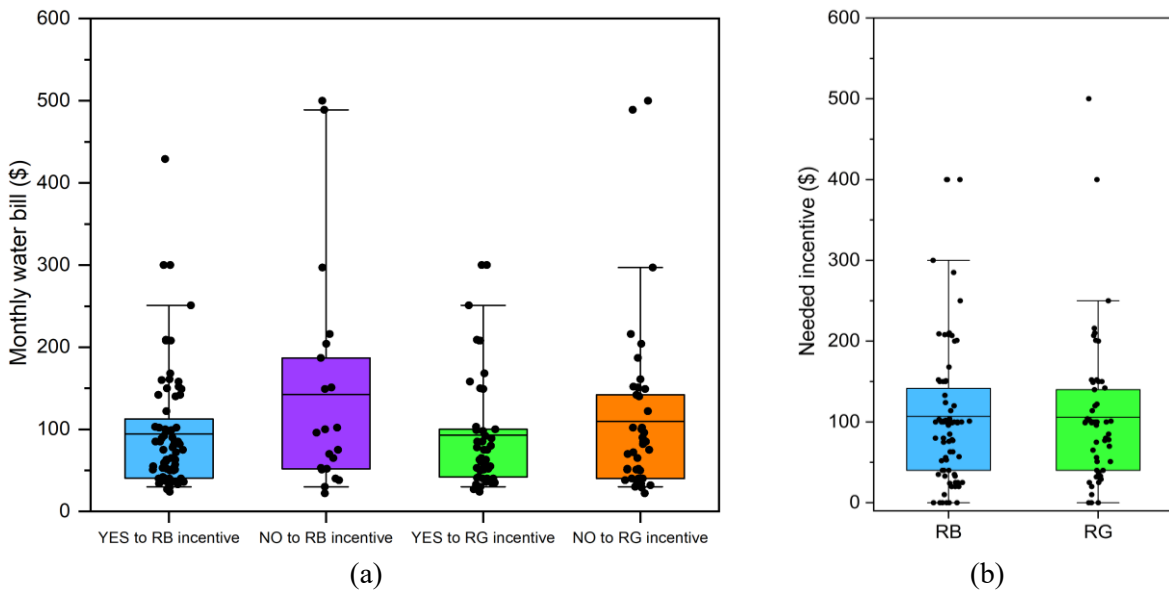 Monthly water bill ($)
600
500
400
300
200
100
0
YES to RB incentive
NO to RB incentive
YES to RG incentive
NO to RG incentive
(a)
Needed incentive ($)
600
500
400
300
200
100
0
RB
RG
(b)